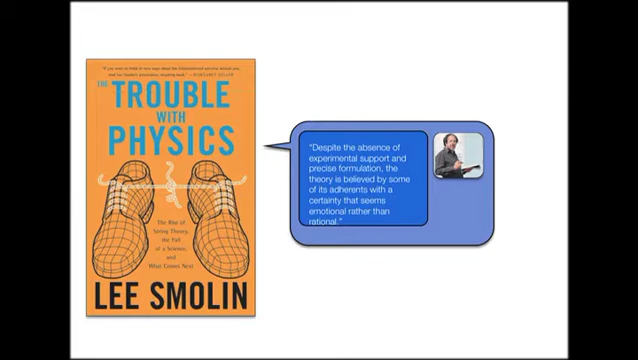 THE
TROUBLE
WITH
PHYSICS
The Rise of
String Theory,
the Fall
of a Science,
and
What Comes Next
LEE SMOLIN
“Despite the absence of
experimental support and
precise formulation, the
theory is believed by some
of its adherents with a
certainty that seems
emotional rather than
rational.”